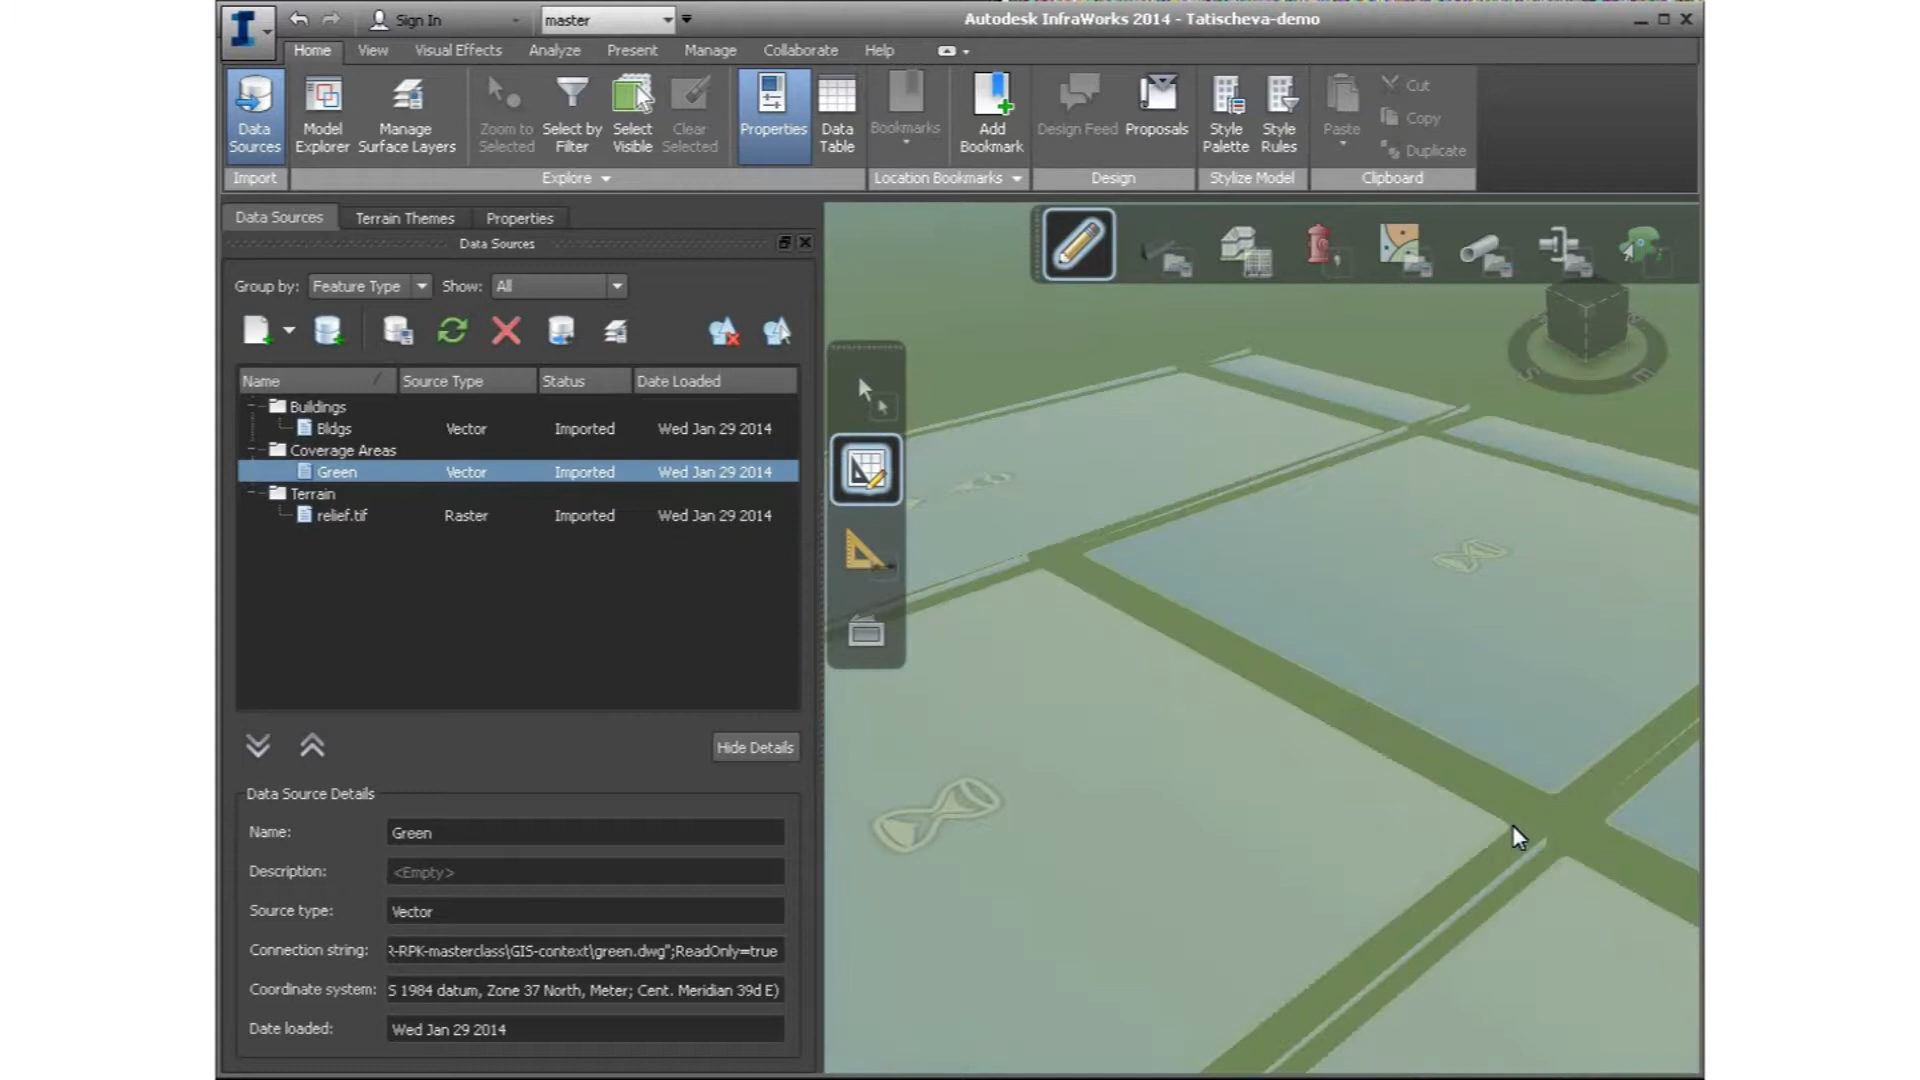 Sign In
master
Autodesk InfraWorks 2014 - Tatischeva-demo
Home View Visual Effects Analyze Present Manage Collaborate Help
Data Sources
Model Explorer
Manage Surface Layers
Zoom to Selected
Select by Filter
Select Visible
Clear Selected
Properties
Data Table
Bookmarks
Add Bookmark
Design Feed
Proposals
Style Palette
Style Rules
Paste
Cut
Copy
Duplicate
Import Explore Location Bookmarks Design Stylize Model Clipboard
Data Sources Terrain Themes Properties
Data Sources
Group by: Feature Type Show: All
Name Source Type Status Date Loaded
Buildings
Bldgs Vector Imported Wed Jan 29 2014
Coverage Areas
Green Vector Imported Wed Jan 29 2014
Terrain
relief.tif Raster Imported Wed Jan 29 2014
Hide Details
Data Source Details
Name: Green
Description: <Empty>
Source type: Vector
Connection string: R-RPK-masterclass\GIS-context\green.dwg";ReadOnly=true
Coordinate system: S 1984 datum, Zone 37 North, Meter; Cent. Meridian 39d E)
Date loaded: Wed Jan 29 2014
S E